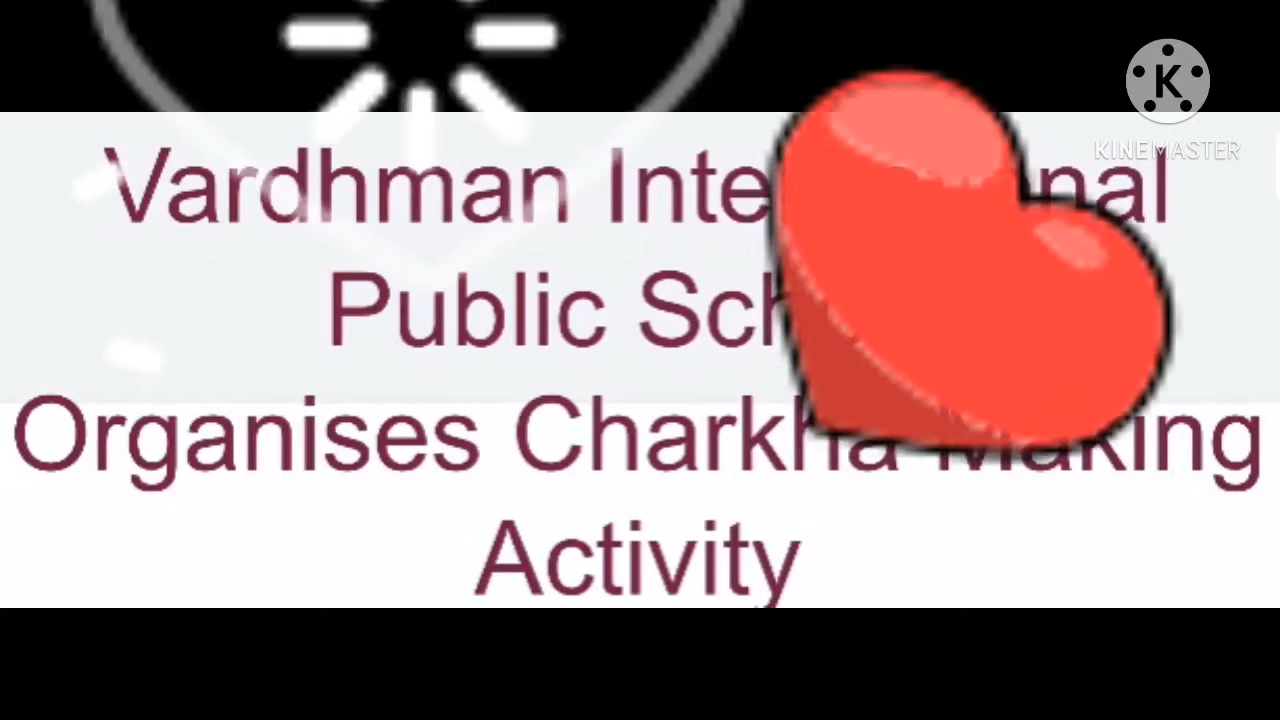 Vardhman
Public
Organises Charkha Making
Activity
K
KINEMASTER